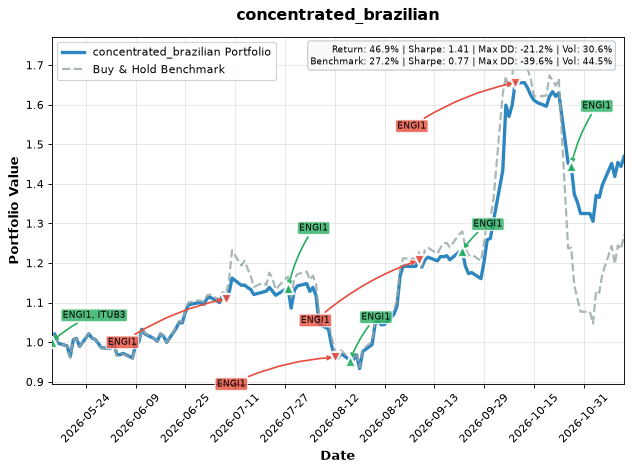 concentrated_brazilian
concentrated_brazilian Portfolio
Buy & Hold Benchmark
Return: 46.9% | Sharpe: 1.41 | Max DD: -21.2% | Vol: 30.6%
Benchmark: 27.2% | Sharpe: 0.77 | Max DD: -39.6% | Vol: 44.5%
Portfolio Value
1.7
1.6
1.5
1.4
1.3
1.2
1.1
1.0
0.9
ENGI1
ENGI1
ENGI1
ENGI1
ENGI1, ITUB3
ENGI1
ENGI1
ENGI1
ENGI1
2026-05-24
2026-06-09
2026-06-25
2026-07-11
2026-07-27
2026-08-12
2026-08-28
2026-09-13
2026-09-29
2026-10-15
2026-10-31
Date